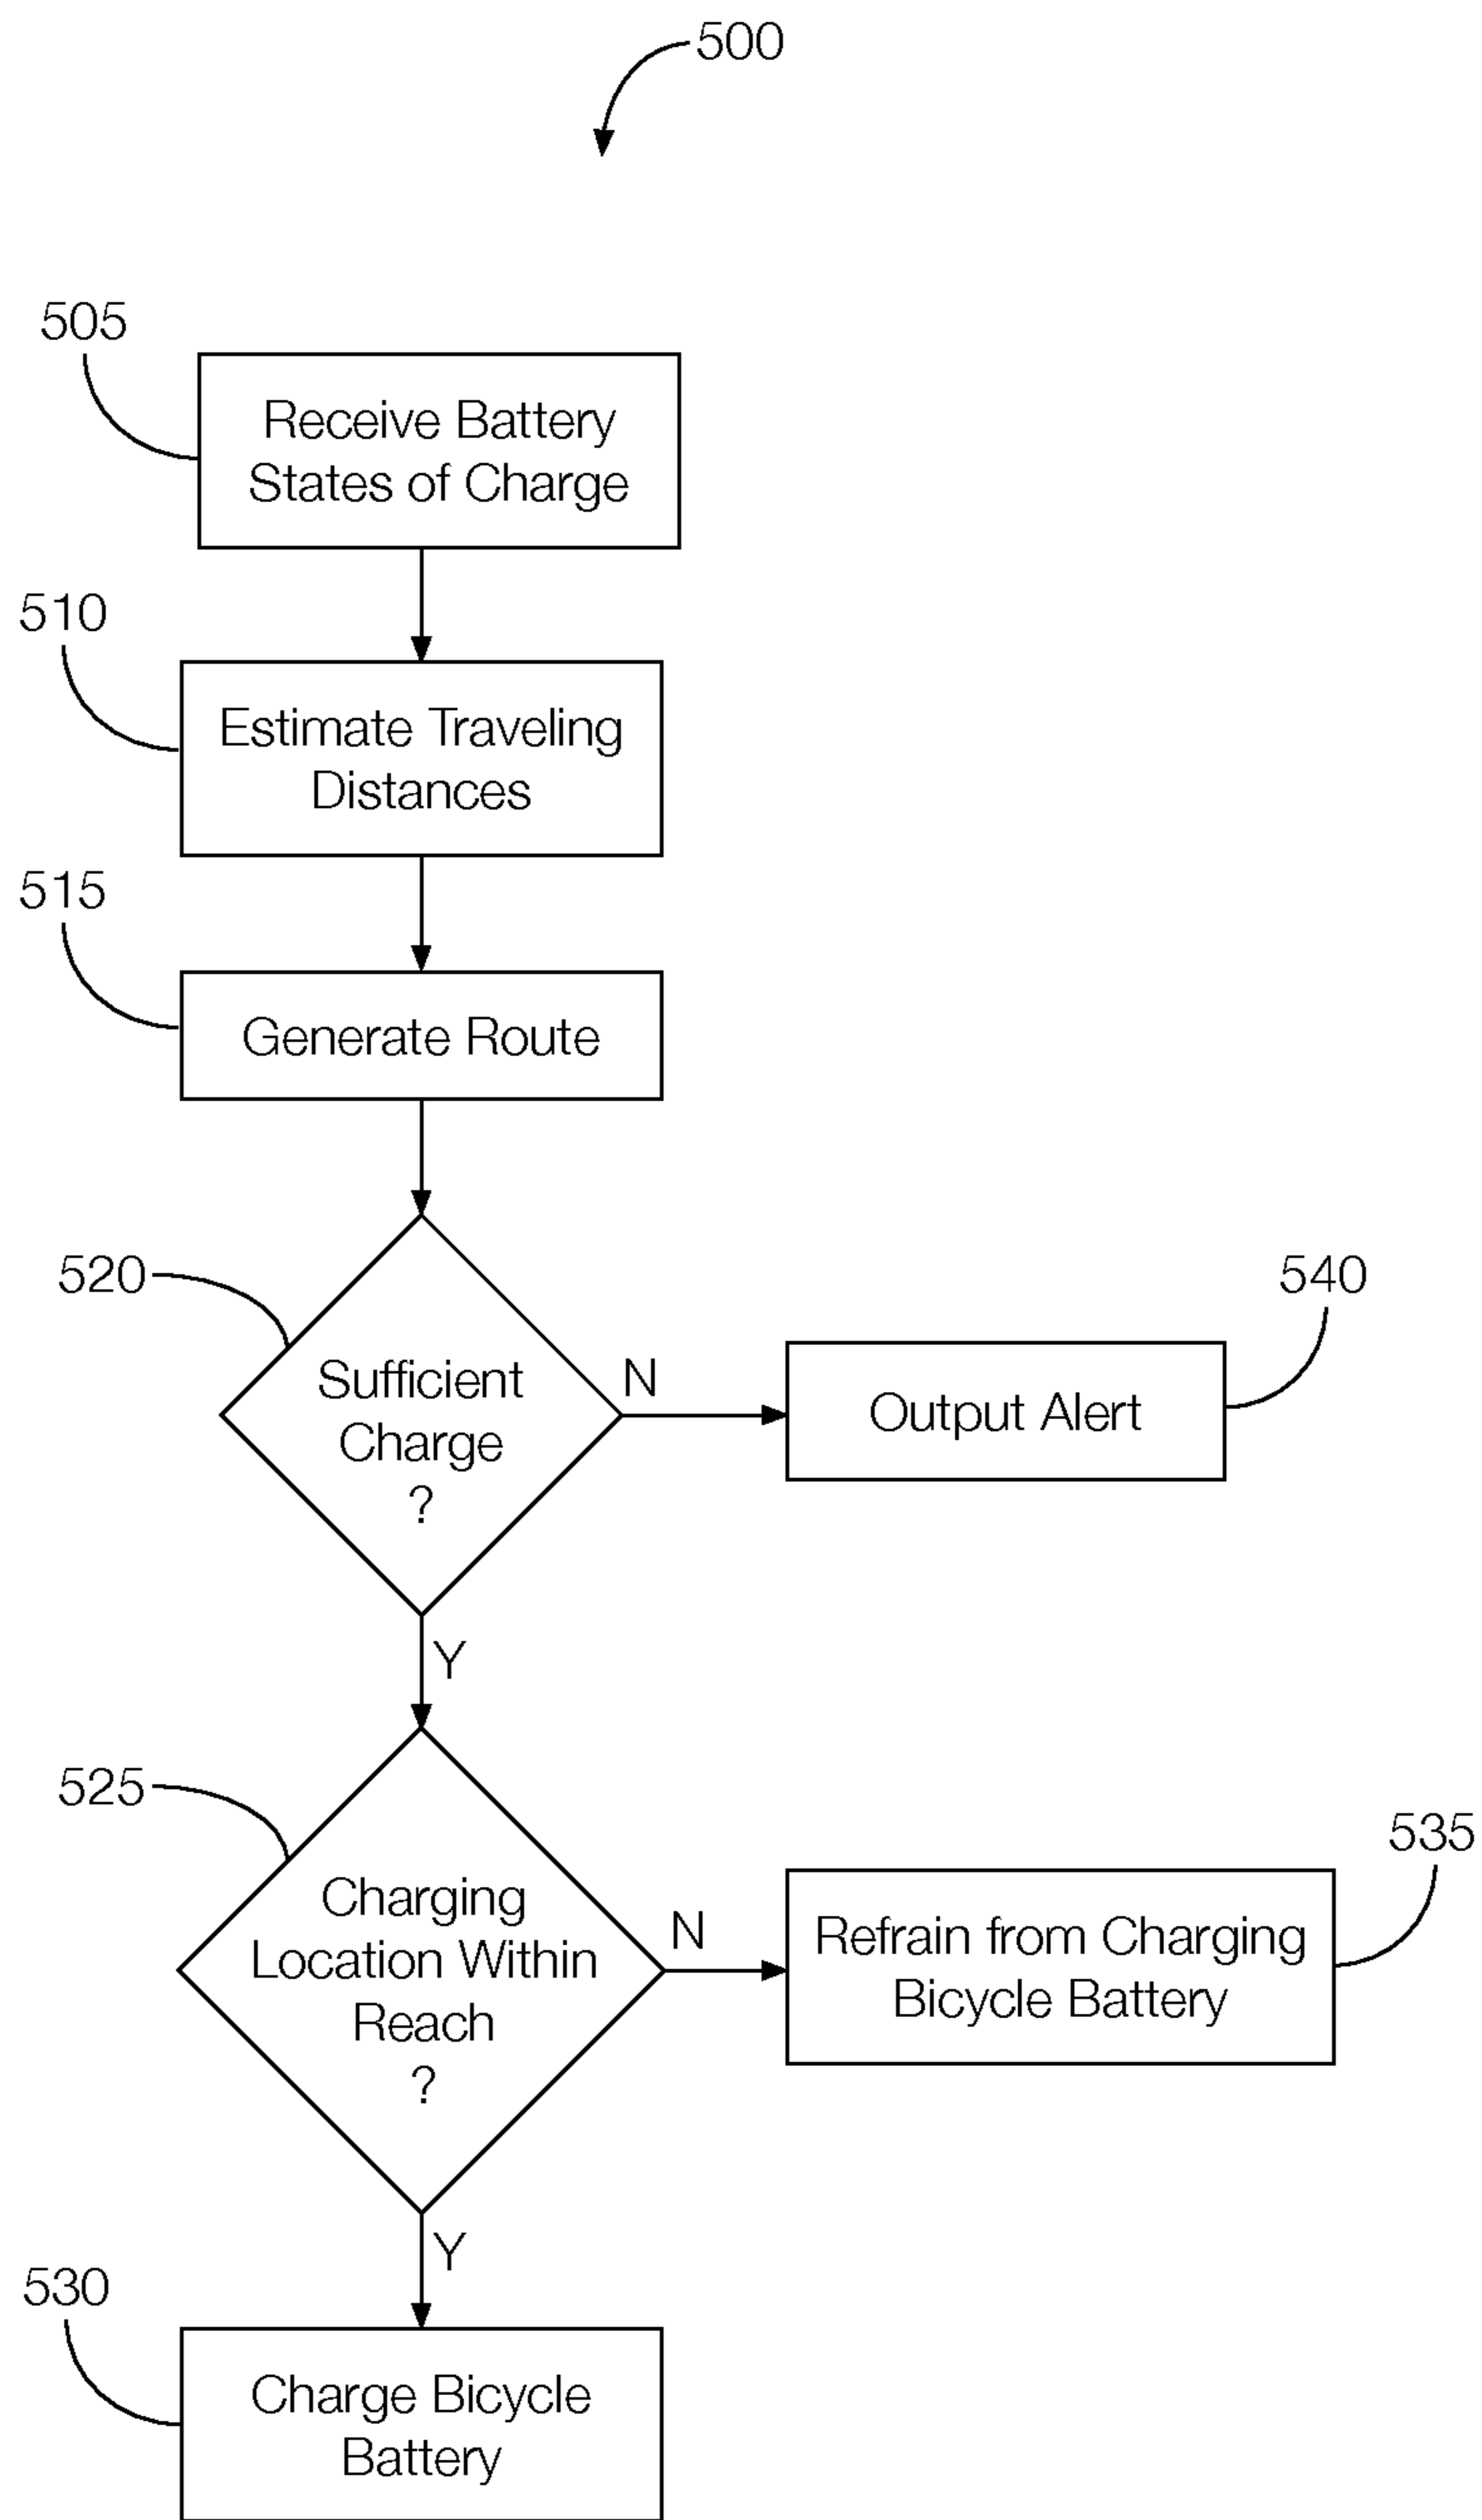 500
505
Receive Battery
States of Charge
510
Estimate Traveling
Distances
515
Generate Route
520
Sufficient
Charge
?
N
540
Output Alert
Y
525
Charging
Location Within
Reach
?
N
535
Refrain from Charging
Bicycle Battery
Y
530
Charge Bicycle
Battery